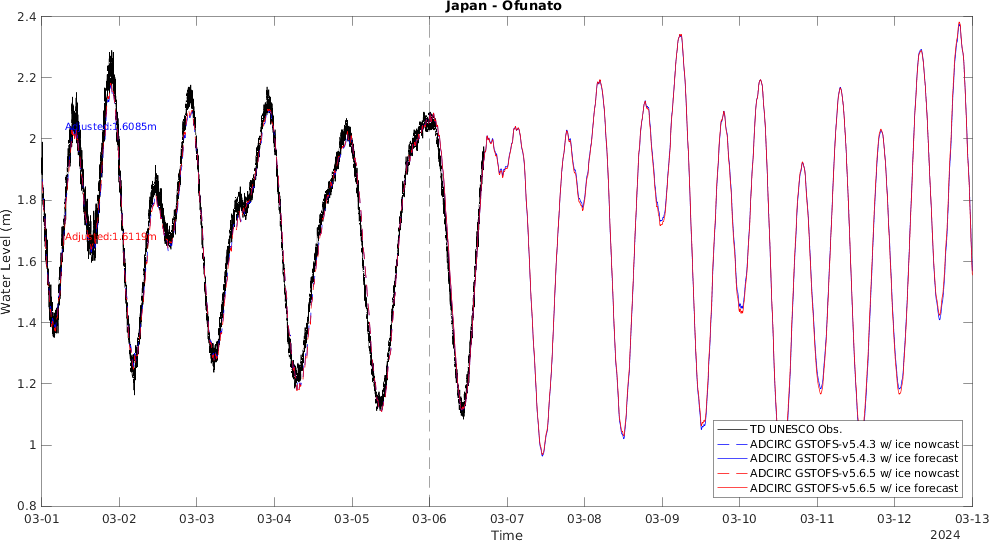 Japan - Ofunato
2.4
2.2
2
1.8
1.6
1.4
1.2
1
0.8
Water Level (m)
Adjusted:1.6085m
Adjusted:1.6119m
TD UNESCO Obs.
ADCIRC GSTOFS-v5.4.3 w/ ice nowcast
ADCIRC GSTOFS-v5.4.3 w/ ice forecast
ADCIRC GSTOFS-v5.6.5 w/ ice nowcast
ADCIRC GSTOFS-v5.6.5 w/ ice forecast
03-01 03-02 03-03 03-04 03-05 03-06 03-07 03-08 03-09 03-10 03-11 03-12 03-13
Time
2024